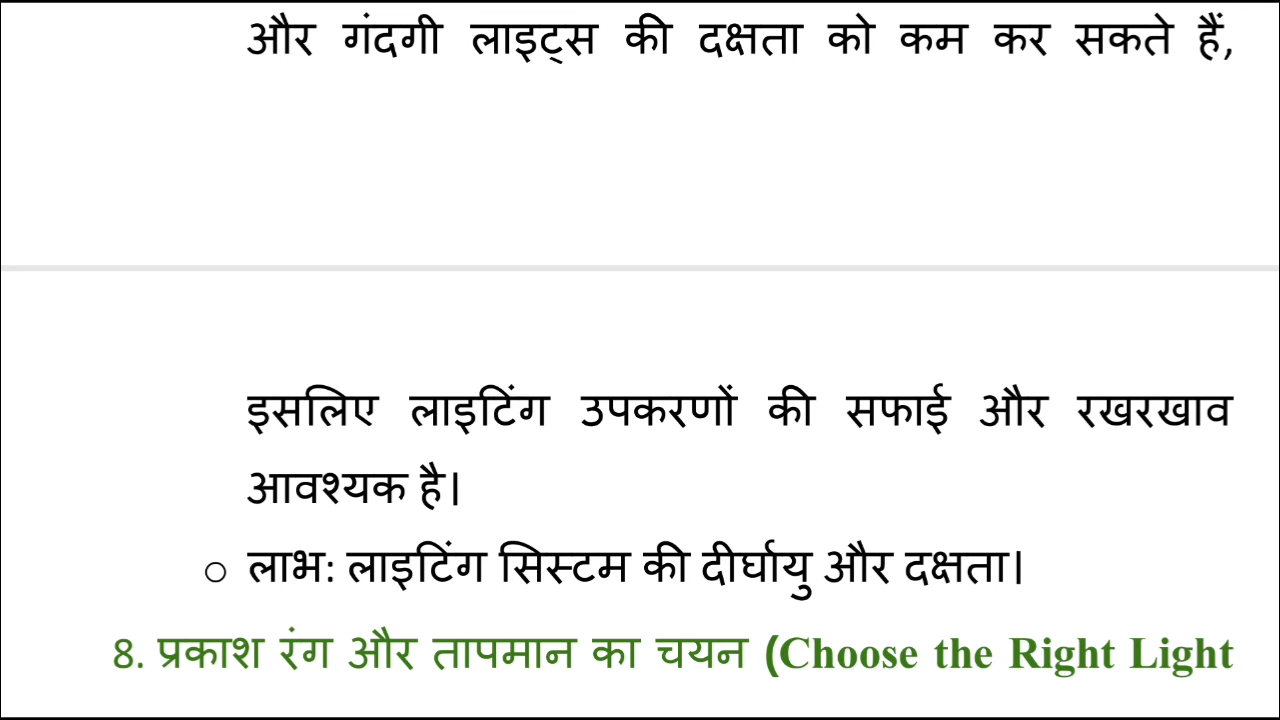 और गंदगी लाइट्स की दक्षता को कम कर सकते हैं,
इसलिए लाइटिंग उपकरणों की सफाई और रखरखाव
आवश्यक है।
○ लाभ: लाइटिंग सिस्टम की दीर्घायु और दक्षता।
8. प्रकाश रंग और तापमान का चयन (Choose the Right Light